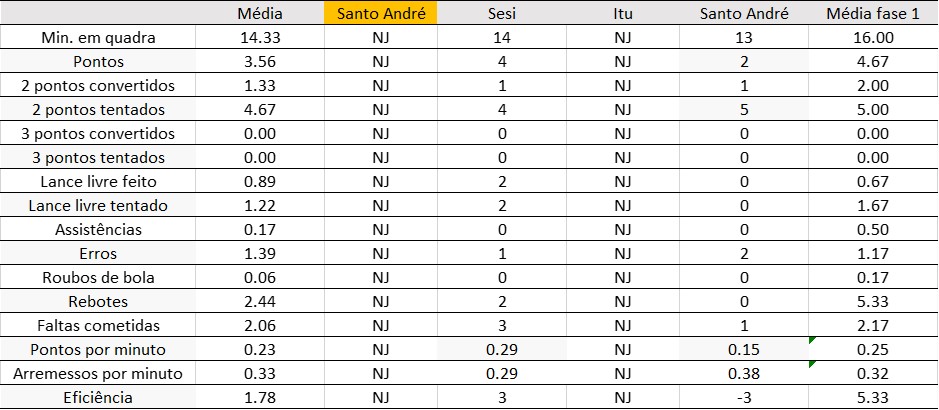 Média Santo André Sesi Itu Santo André Média fase 1
Min. em quadra 14.33 NJ 14 NJ 13 16.00
Pontos 3.56 NJ 4 NJ 2 4.67
2 pontos convertidos 1.33 NJ 1 NJ 1 2.00
2 pontos tentados 4.67 NJ 4 NJ 5 5.00
3 pontos convertidos 0.00 NJ 0 NJ 0 0.00
3 pontos tentados 0.00 NJ 0 NJ 0 0.00
Lance livre feito 0.89 NJ 2 NJ 0 0.67
Lance livre tentado 1.22 NJ 2 NJ 0 1.67
Assistências 0.17 NJ 0 NJ 0 0.50
Erros 1.39 NJ 1 NJ 2 1.17
Roubos de bola 0.06 NJ 0 NJ 0 0.17
Rebotes 2.44 NJ 2 NJ 0 5.33
Faltas cometidas 2.06 NJ 3 NJ 1 2.17
Pontos por minuto 0.23 NJ 0.29 NJ 0.15 0.25
Arremessos por minuto 0.33 NJ 0.29 NJ 0.38 0.32
Eficiência 1.78 NJ 3 NJ -3 5.33